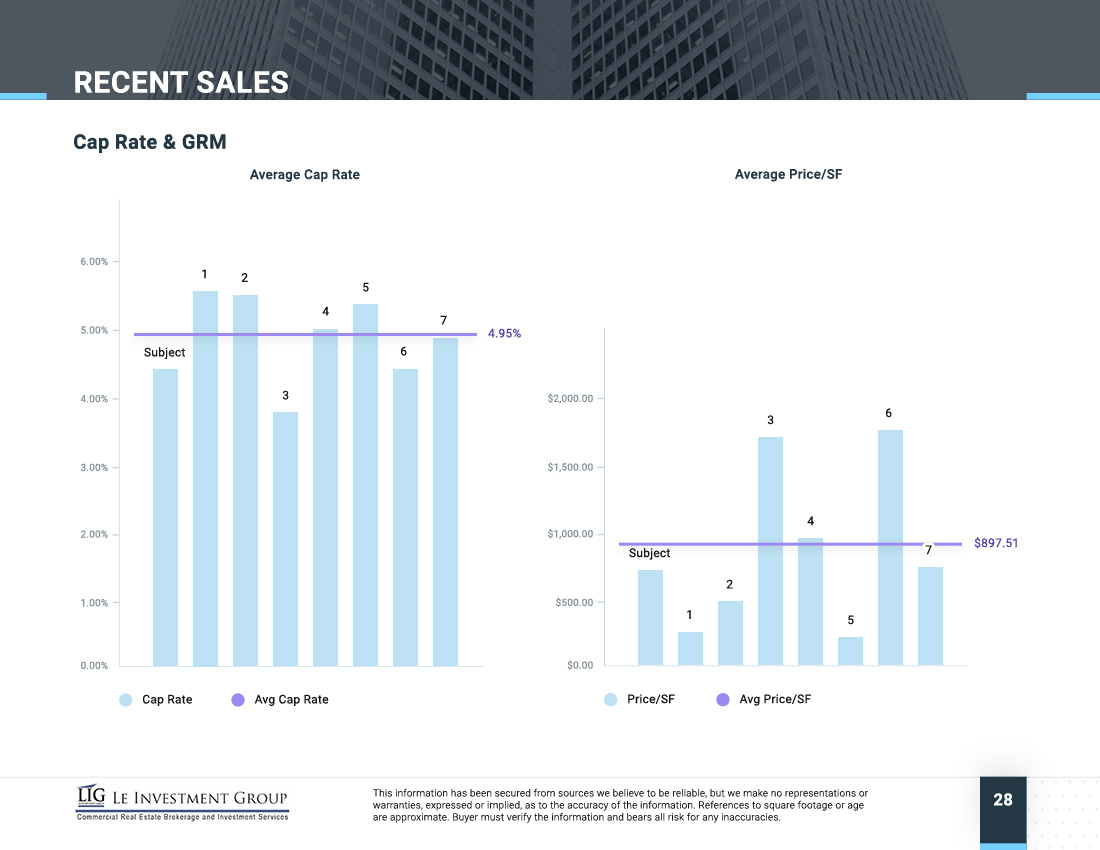 RECENT SALES
Cap Rate & GRM
Average Cap Rate
6.00%
5.00%
4.00%
3.00%
2.00%
1.00%
0.00%
Subject
1
2
3
4
5
6
7
4.95%
Cap Rate
Avg Cap Rate
Average Price/SF
$2,000.00
$1,500.00
$1,000.00
$500.00
$0.00
Subject
1
2
3
4
5
6
7
$897.51
Price/SF
Avg Price/SF
LIG
LE INVESTMENT GROUP
Commercial Real Estate Brokerage and Investment Services
This information has been secured from sources we believe to be reliable, but we make no representations or
warranties, expressed or implied, as to the accuracy of the information. References to square footage or age
are approximate. Buyer must verify the information and bears all risk for any inaccuracies.
28